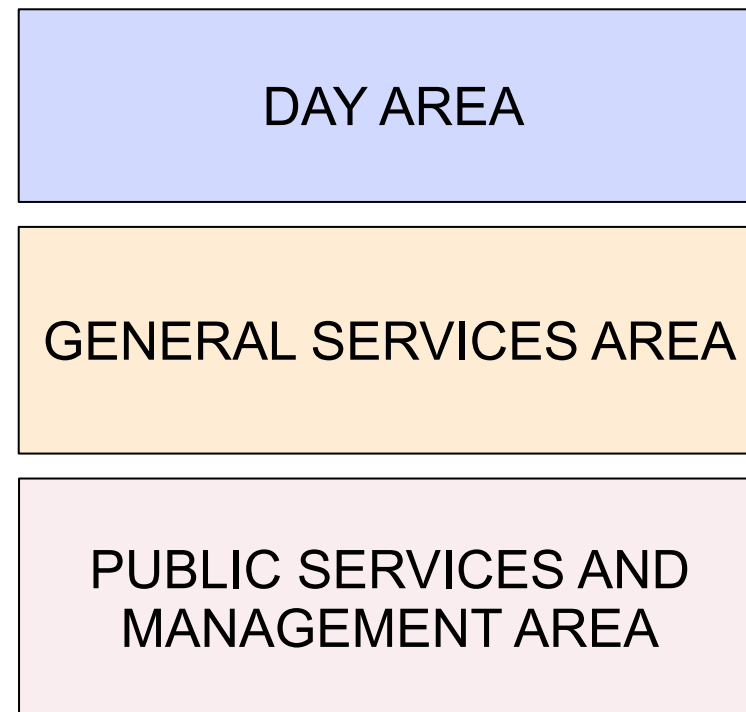 DAY AREA
GENERAL SERVICES AREA
PUBLIC SERVICES AND
MANAGEMENT AREA